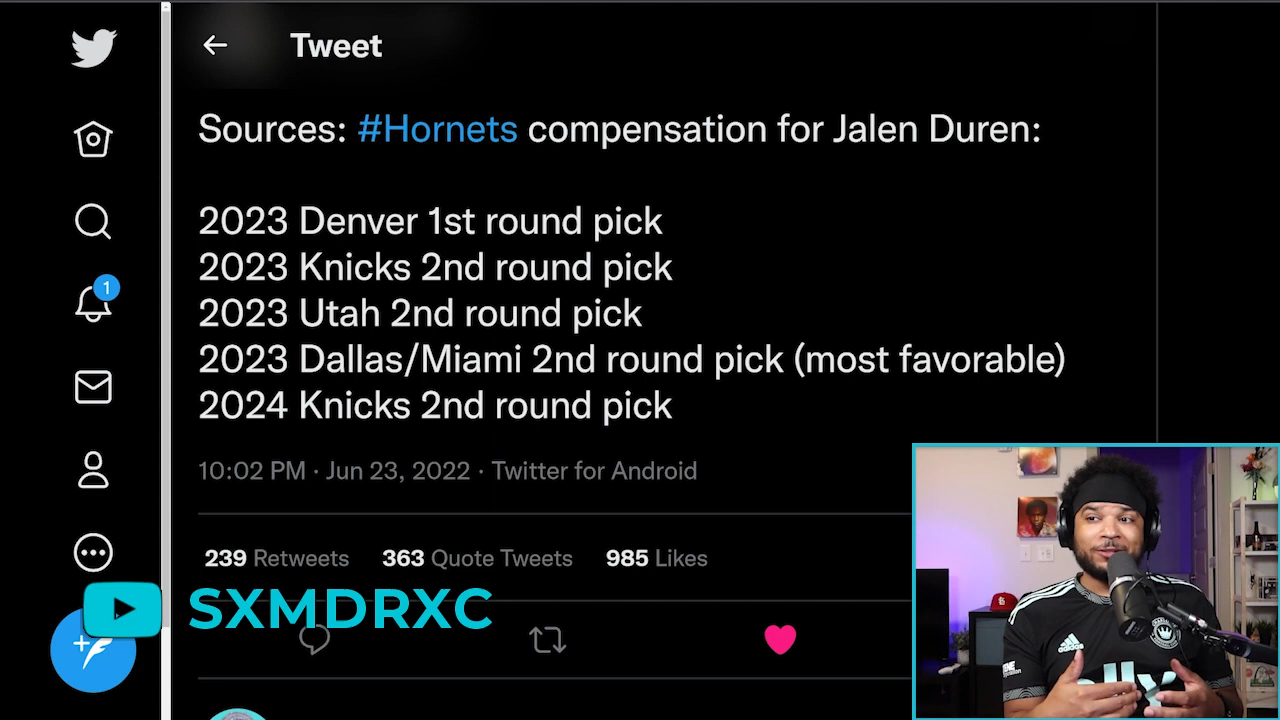 Tweet
Sources: #Hornets compensation for Jalen Duren:
2023 Denver 1st round pick
2023 Knicks 2nd round pick
2023 Utah 2nd round pick
2023 Dallas/Miami 2nd round pick (most favorable)
2024 Knicks 2nd round pick
10:02 PM · Jun 23, 2022 · Twitter for Android
239 Retweets 363 Quote Tweets 985 Likes
1
SXMDRXC
adidas
ally